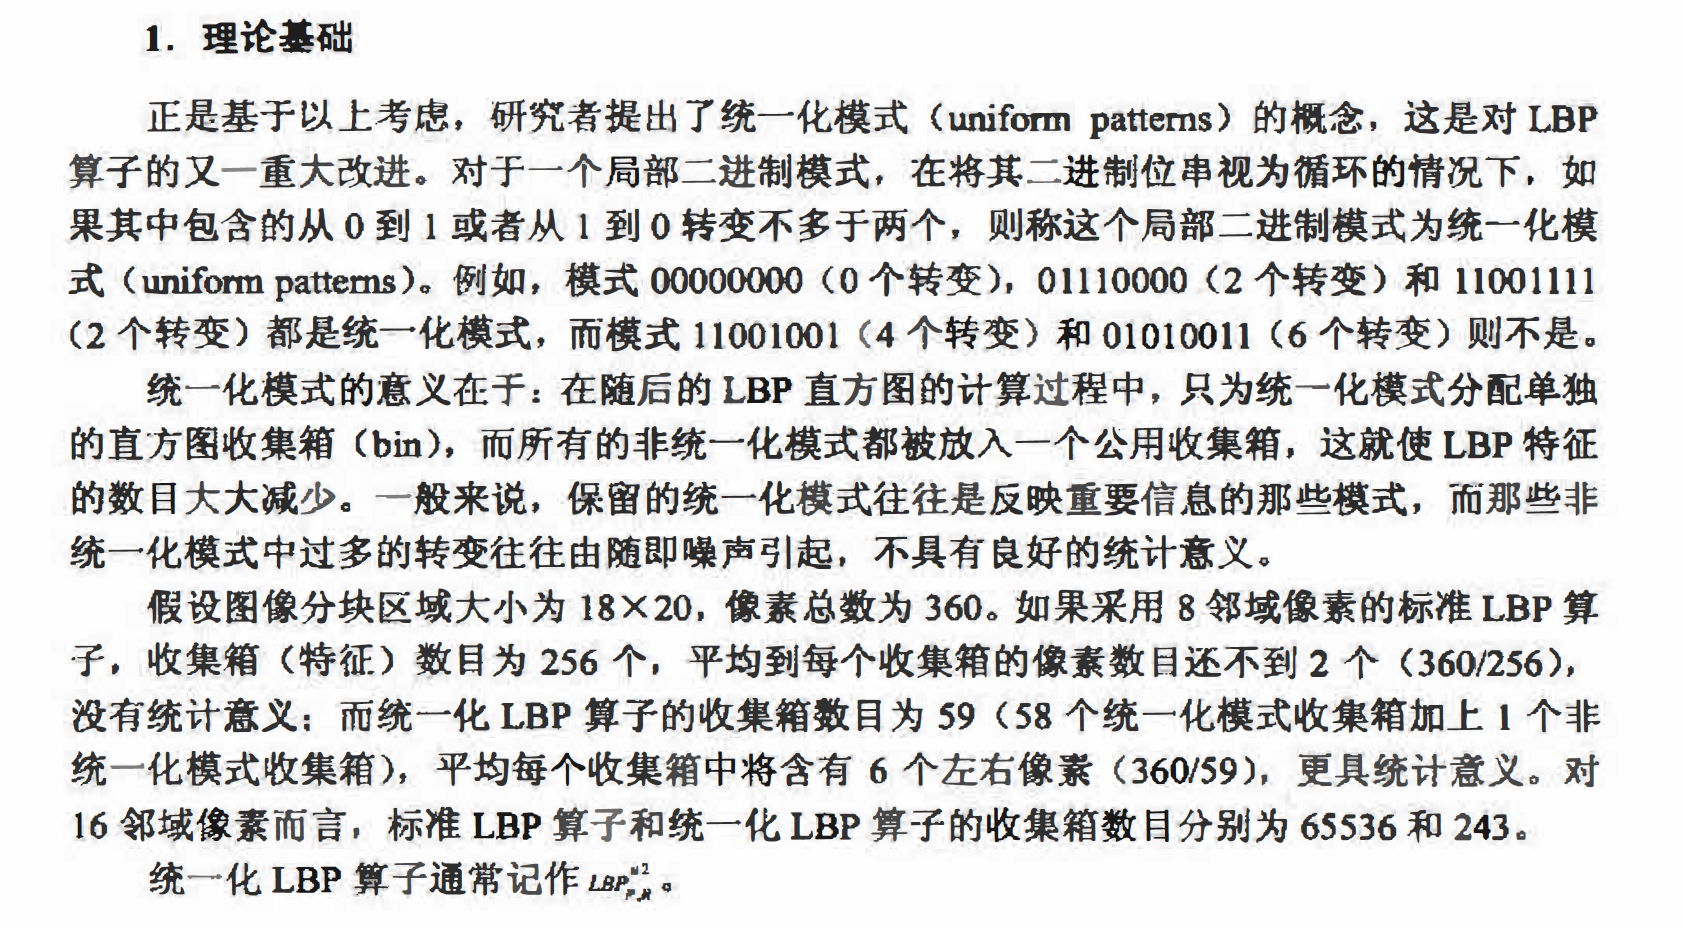 1. 理论基础
正是基于以上考虑，研究者提出了统一化模式（uniform patterns）的概念，这是对 LBP
算子的又一重大改进。对于一个局部二进制模式，在将其二进制位串视为循环的情况下，如
果其中包含的从 0 到 1 或者从 1 到 0 转变不多于两个，则称这个局部二进制模式为统一化模
式（uniform patterns）。例如，模式 00000000（0 个转变），01110000（2 个转变）和 11001111
（2 个转变）都是统一化模式，而模式 11001001（4 个转变）和 01010011（6 个转变）则不是。
统一化模式的意义在于：在随后的 LBP 直方图的计算过程中，只为统一化模式分配单独
的直方图收集箱（bin），而所有的非统一化模式都被放入一个公用收集箱，这就使 LBP 特征
的数目大大减少。一般来说，保留的统一化模式往往是反映重要信息的那些模式，而那些非
统一化模式中过多的转变往往由随即噪声引起，不具有良好的统计意义。
假设图像分块区域大小为 18×20，像素总数为 360。如果采用 8 邻域像素的标准 LBP 算
子，收集箱（特征）数目为 256 个，平均到每个收集箱的像素数目还不到 2 个（360/256），
没有统计意义；而统一化 LBP 算子的收集箱数目为 59（58 个统一化模式收集箱加上 1 个非
统一化模式收集箱），平均每个收集箱中将含有 6 个左右像素（360/59），更具统计意义。对
16 邻域像素而言，标准 LBP 算子和统一化 LBP 算子的收集箱数目分别为 65536 和 243。
统一化 LBP 算子通常记作 LBP^{u2}_{P,R}。